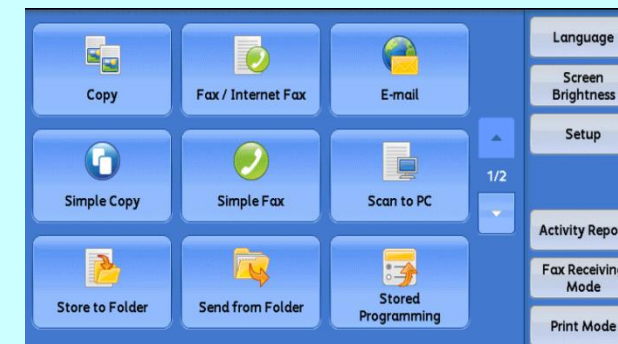 Copy
Fax / Internet Fax
E-mail
Simple Copy
Simple Fax
Scan to PC
Store to Folder
Send from Folder
Stored
Programming
1/2
Language
Screen
Brightness
Setup
Activity Repo
Fax Receiving
Mode
Print Mode